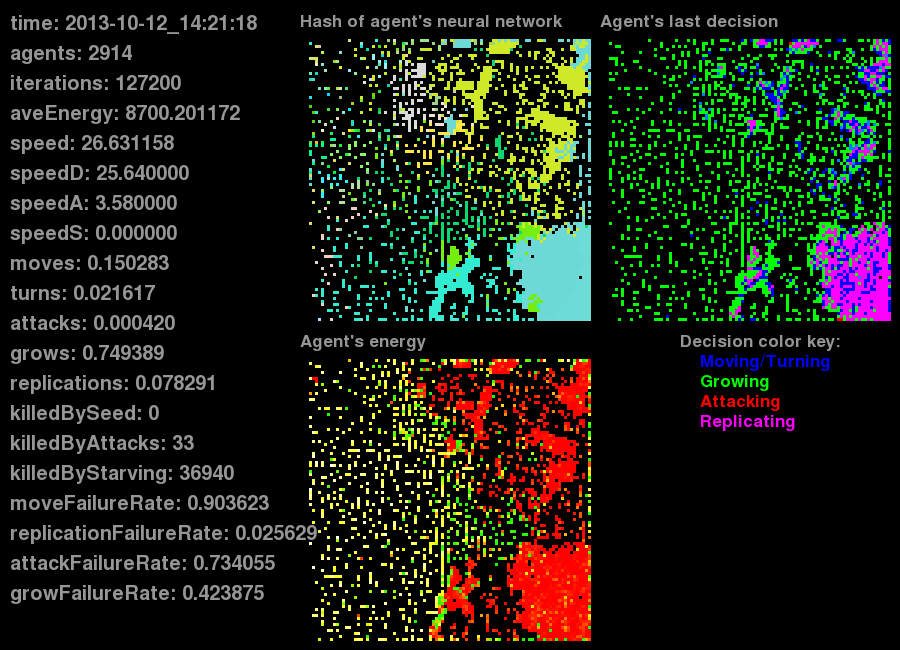 time: 2013-10-12_14:21:18
agents: 2914
iterations: 127200
aveEnergy: 8700.201172
speed: 26.631158
speedD: 25.640000
speedA: 3.580000
speedS: 0.000000
moves: 0.150283
turns: 0.021617
attacks: 0.000420
grows: 0.749389
replications: 0.078291
killedBySeed: 0
killedByAttacks: 33
killedByStarving: 36940
moveFailureRate: 0.903623
replicationFailureRate: 0.025629
attackFailureRate: 0.734055
growFailureRate: 0.423875
Hash of agent's neural network
Agent's last decision
Agent's energy
Decision color key:
Moving/Turning
Growing
Attacking
Replicating